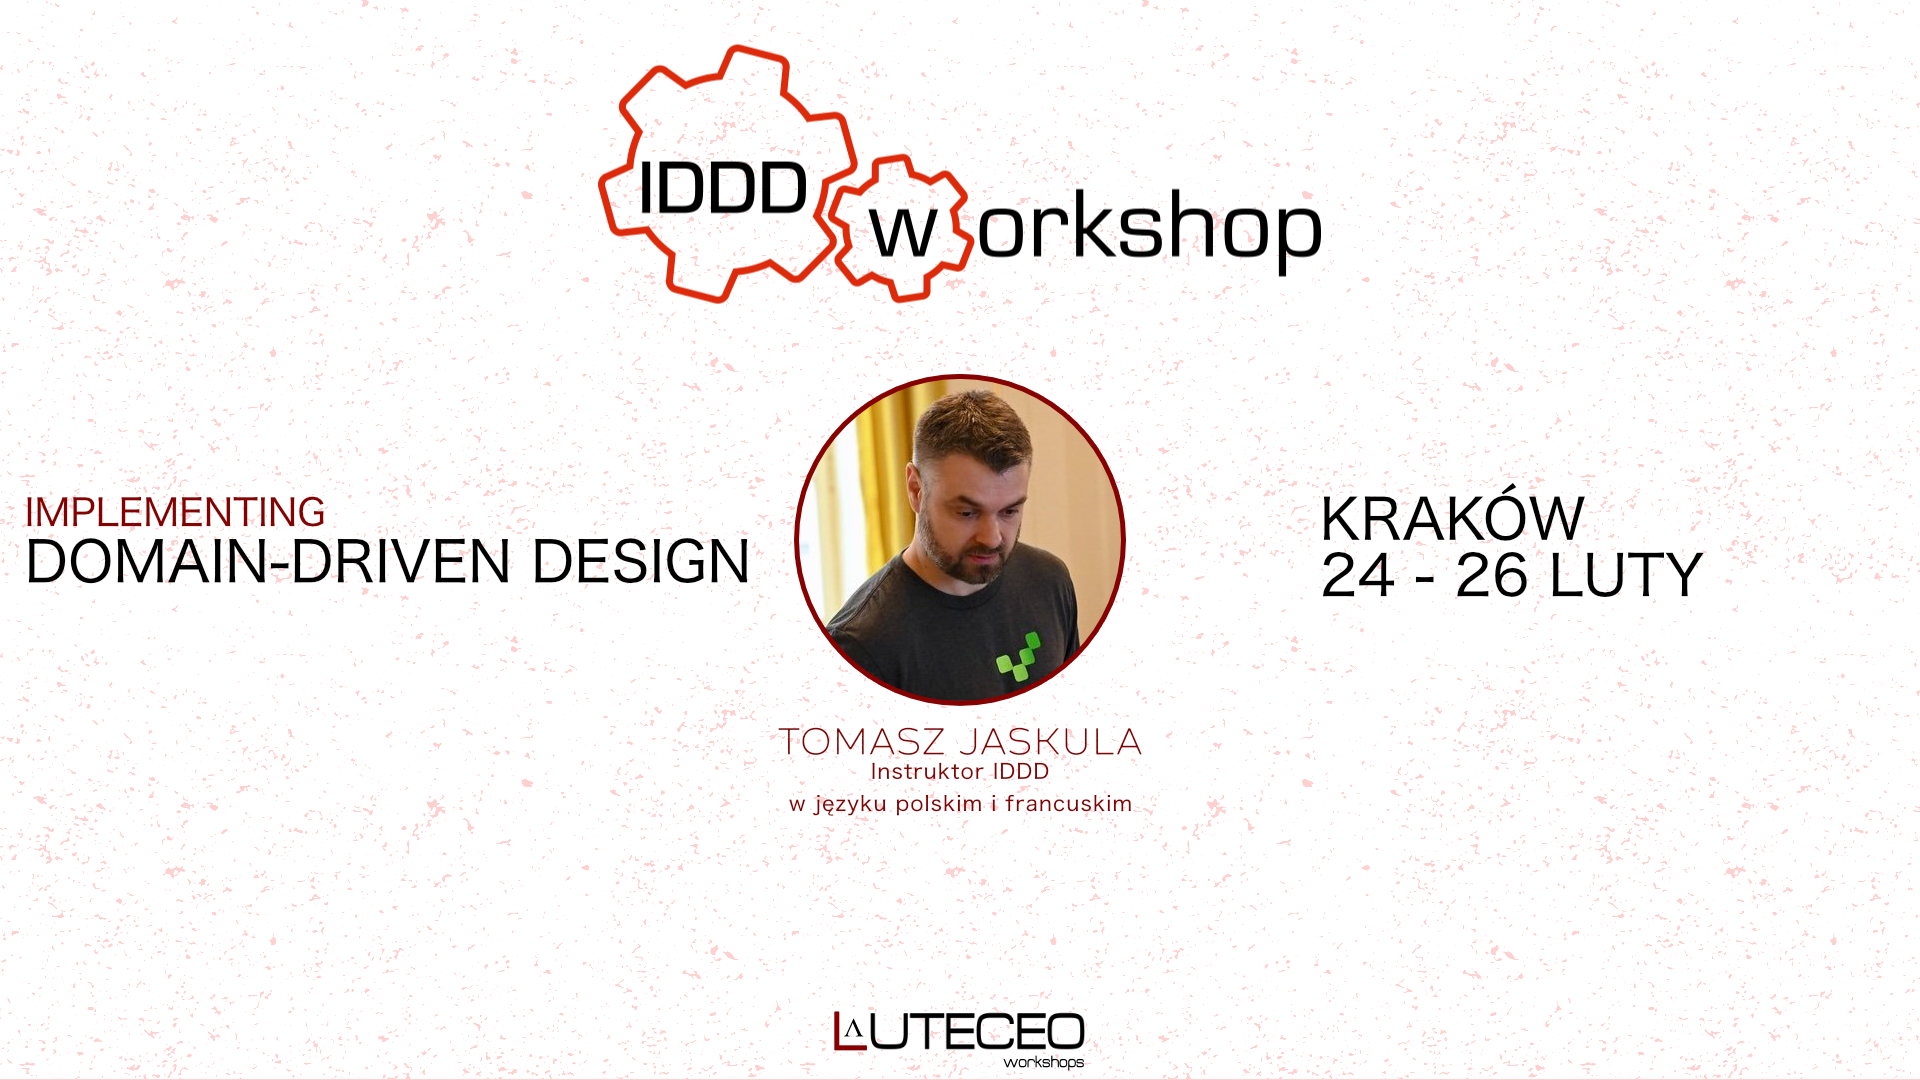 IDDD workshop
IMPLEMENTING
DOMAIN-DRIVEN DESIGN
KRAKÓW
24 - 26 LUTY
TOMASZ JASKULA
Instruktor IDDD
w języku polskim i francuskim
LUTECEO
workshops